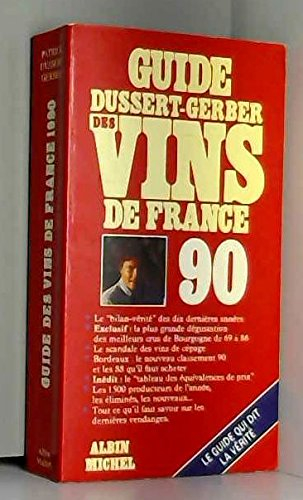 PATRICK
DUSSERT-
GERBER
GUIDE DES VINS DE FRANCE 1990
GUIDE
DUSSERT-GERBER
DES
VINS
DE FRANCE
90
Le "bilan-vérité" des dix dernières années
Exclusif : la plus grande dégustation
des meilleurs crus de Bourgogne de 69 à 86
Le scandale des vins de cépage
Bordeaux : le nouveau classement 90
et les 88 qu'il faut acheter
Inédit : le "tableau des équivalences de prix"
Les 1500 producteurs de l'année,
les éliminés, les nouveaux...
Tout ce qu'il faut savoir sur les
dernières vendanges.
ALBIN
MICHEL
LE GUIDE QUI DIT
LA VÉRITÉ